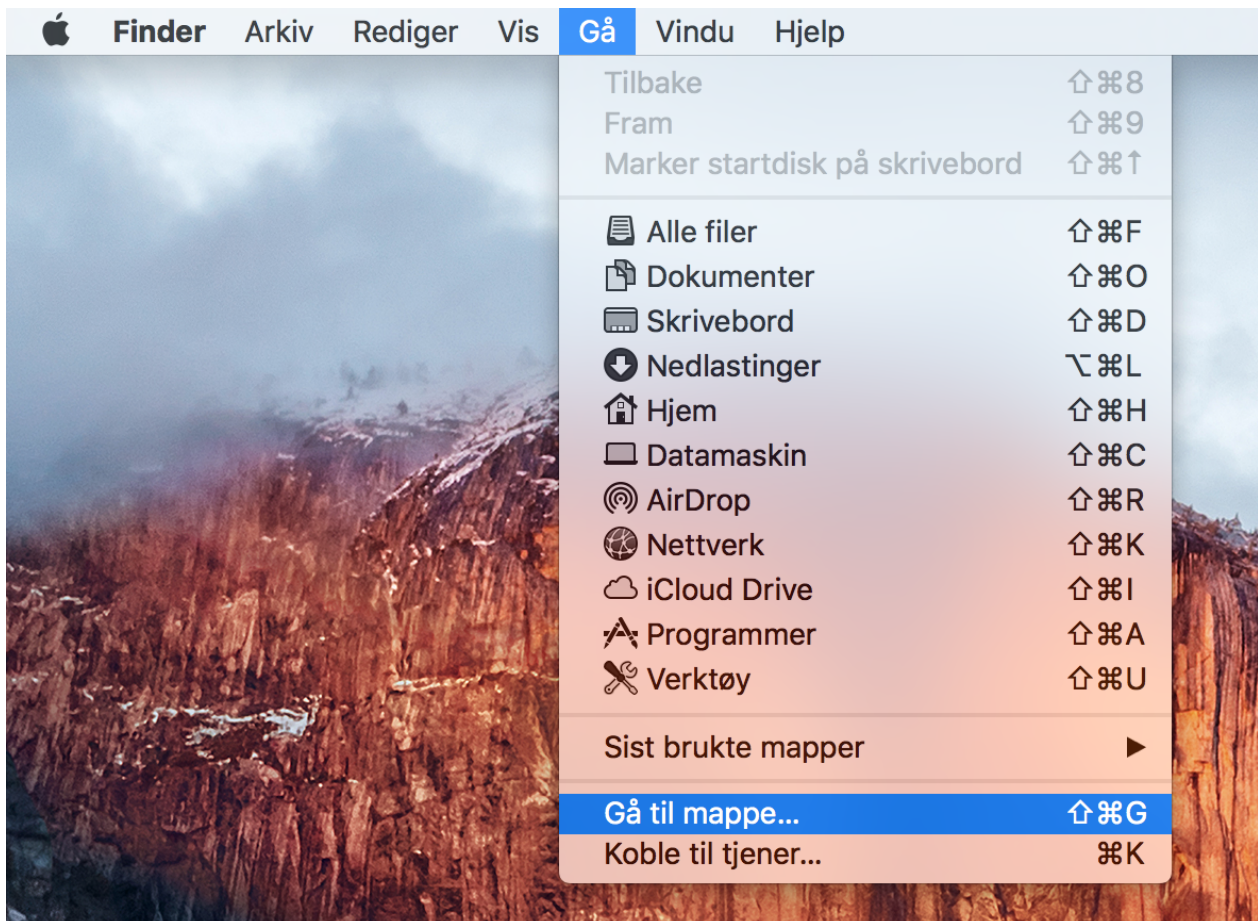 Finder Arkiv Rediger Vis Gå Vindu Hjelp
Tilbake ⇧⌘8
Fram ⇧⌘9
Marker startdisk på skrivebord ⇧⌘↑
Alle filer ⇧⌘F
Dokumenter ⇧⌘O
Skrivebord ⇧⌘D
Nedlastinger ⌥⌘L
Hjem ⇧⌘H
Datamaskin ⇧⌘C
AirDrop ⇧⌘R
Nettverk ⇧⌘K
iCloud Drive ⇧⌘I
Programmer ⇧⌘A
Verktøy ⇧⌘U
Sist brukte mapper ▶
Gå til mappe... ⇧⌘G
Koble til tjener... ⌘K